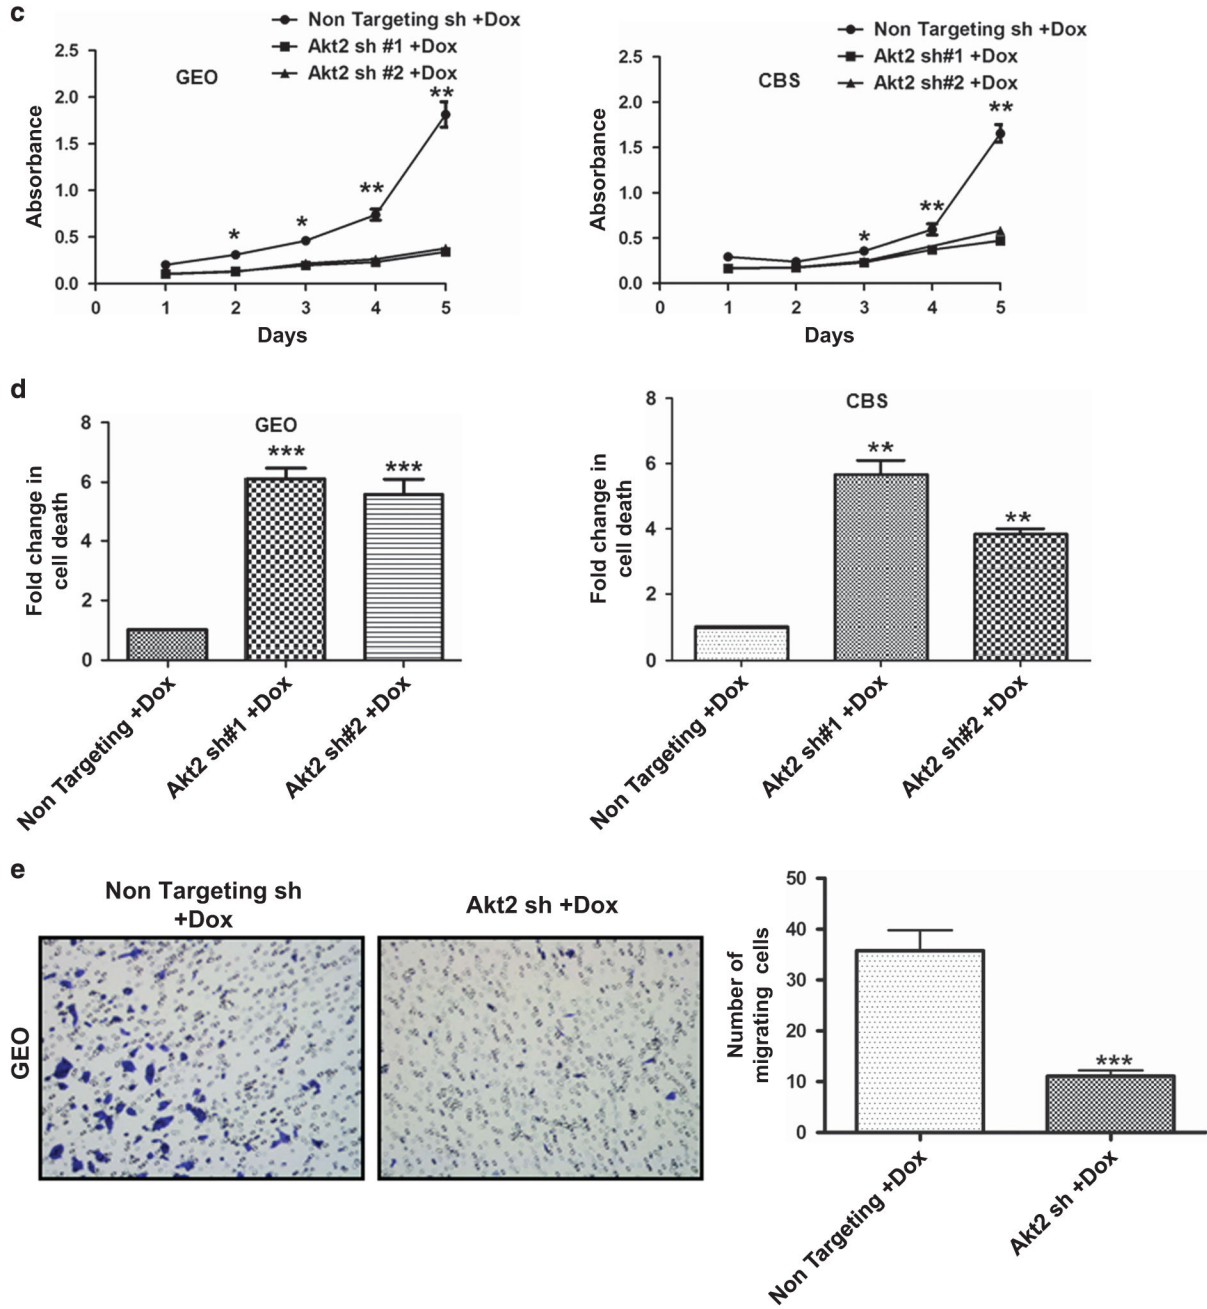 c
Non Targeting sh +Dox
Akt2 sh #1 +Dox
Akt2 sh #2 +Dox
GEO
Absorbance
2.5
2.0
1.5
1.0
0.5
0.0
**
**
*
*
0
1
2
3
4
5
Days
Non Targeting sh +Dox
Akt2 sh#1 +Dox
Akt2 sh#2 +Dox
CBS
Absorbance
2.5
2.0
1.5
1.0
0.5
0.0
**
**
*
0
1
2
3
4
5
Days
d
GEO
Fold change in
cell death
8
6
4
2
0
***
***
Non Targeting +Dox
Akt2 sh#1 +Dox
Akt2 sh#2 +Dox
CBS
Fold change in
cell death
8
6
4
2
0
**
**
Non Targeting +Dox
Akt2 sh#1 +Dox
Akt2 sh#2 +Dox
e
Non Targeting sh
+Dox
Akt2 sh +Dox
GEO
Number of
migrating cells
50
40
30
20
10
0
***
Non Targeting +Dox
Akt2 sh +Dox